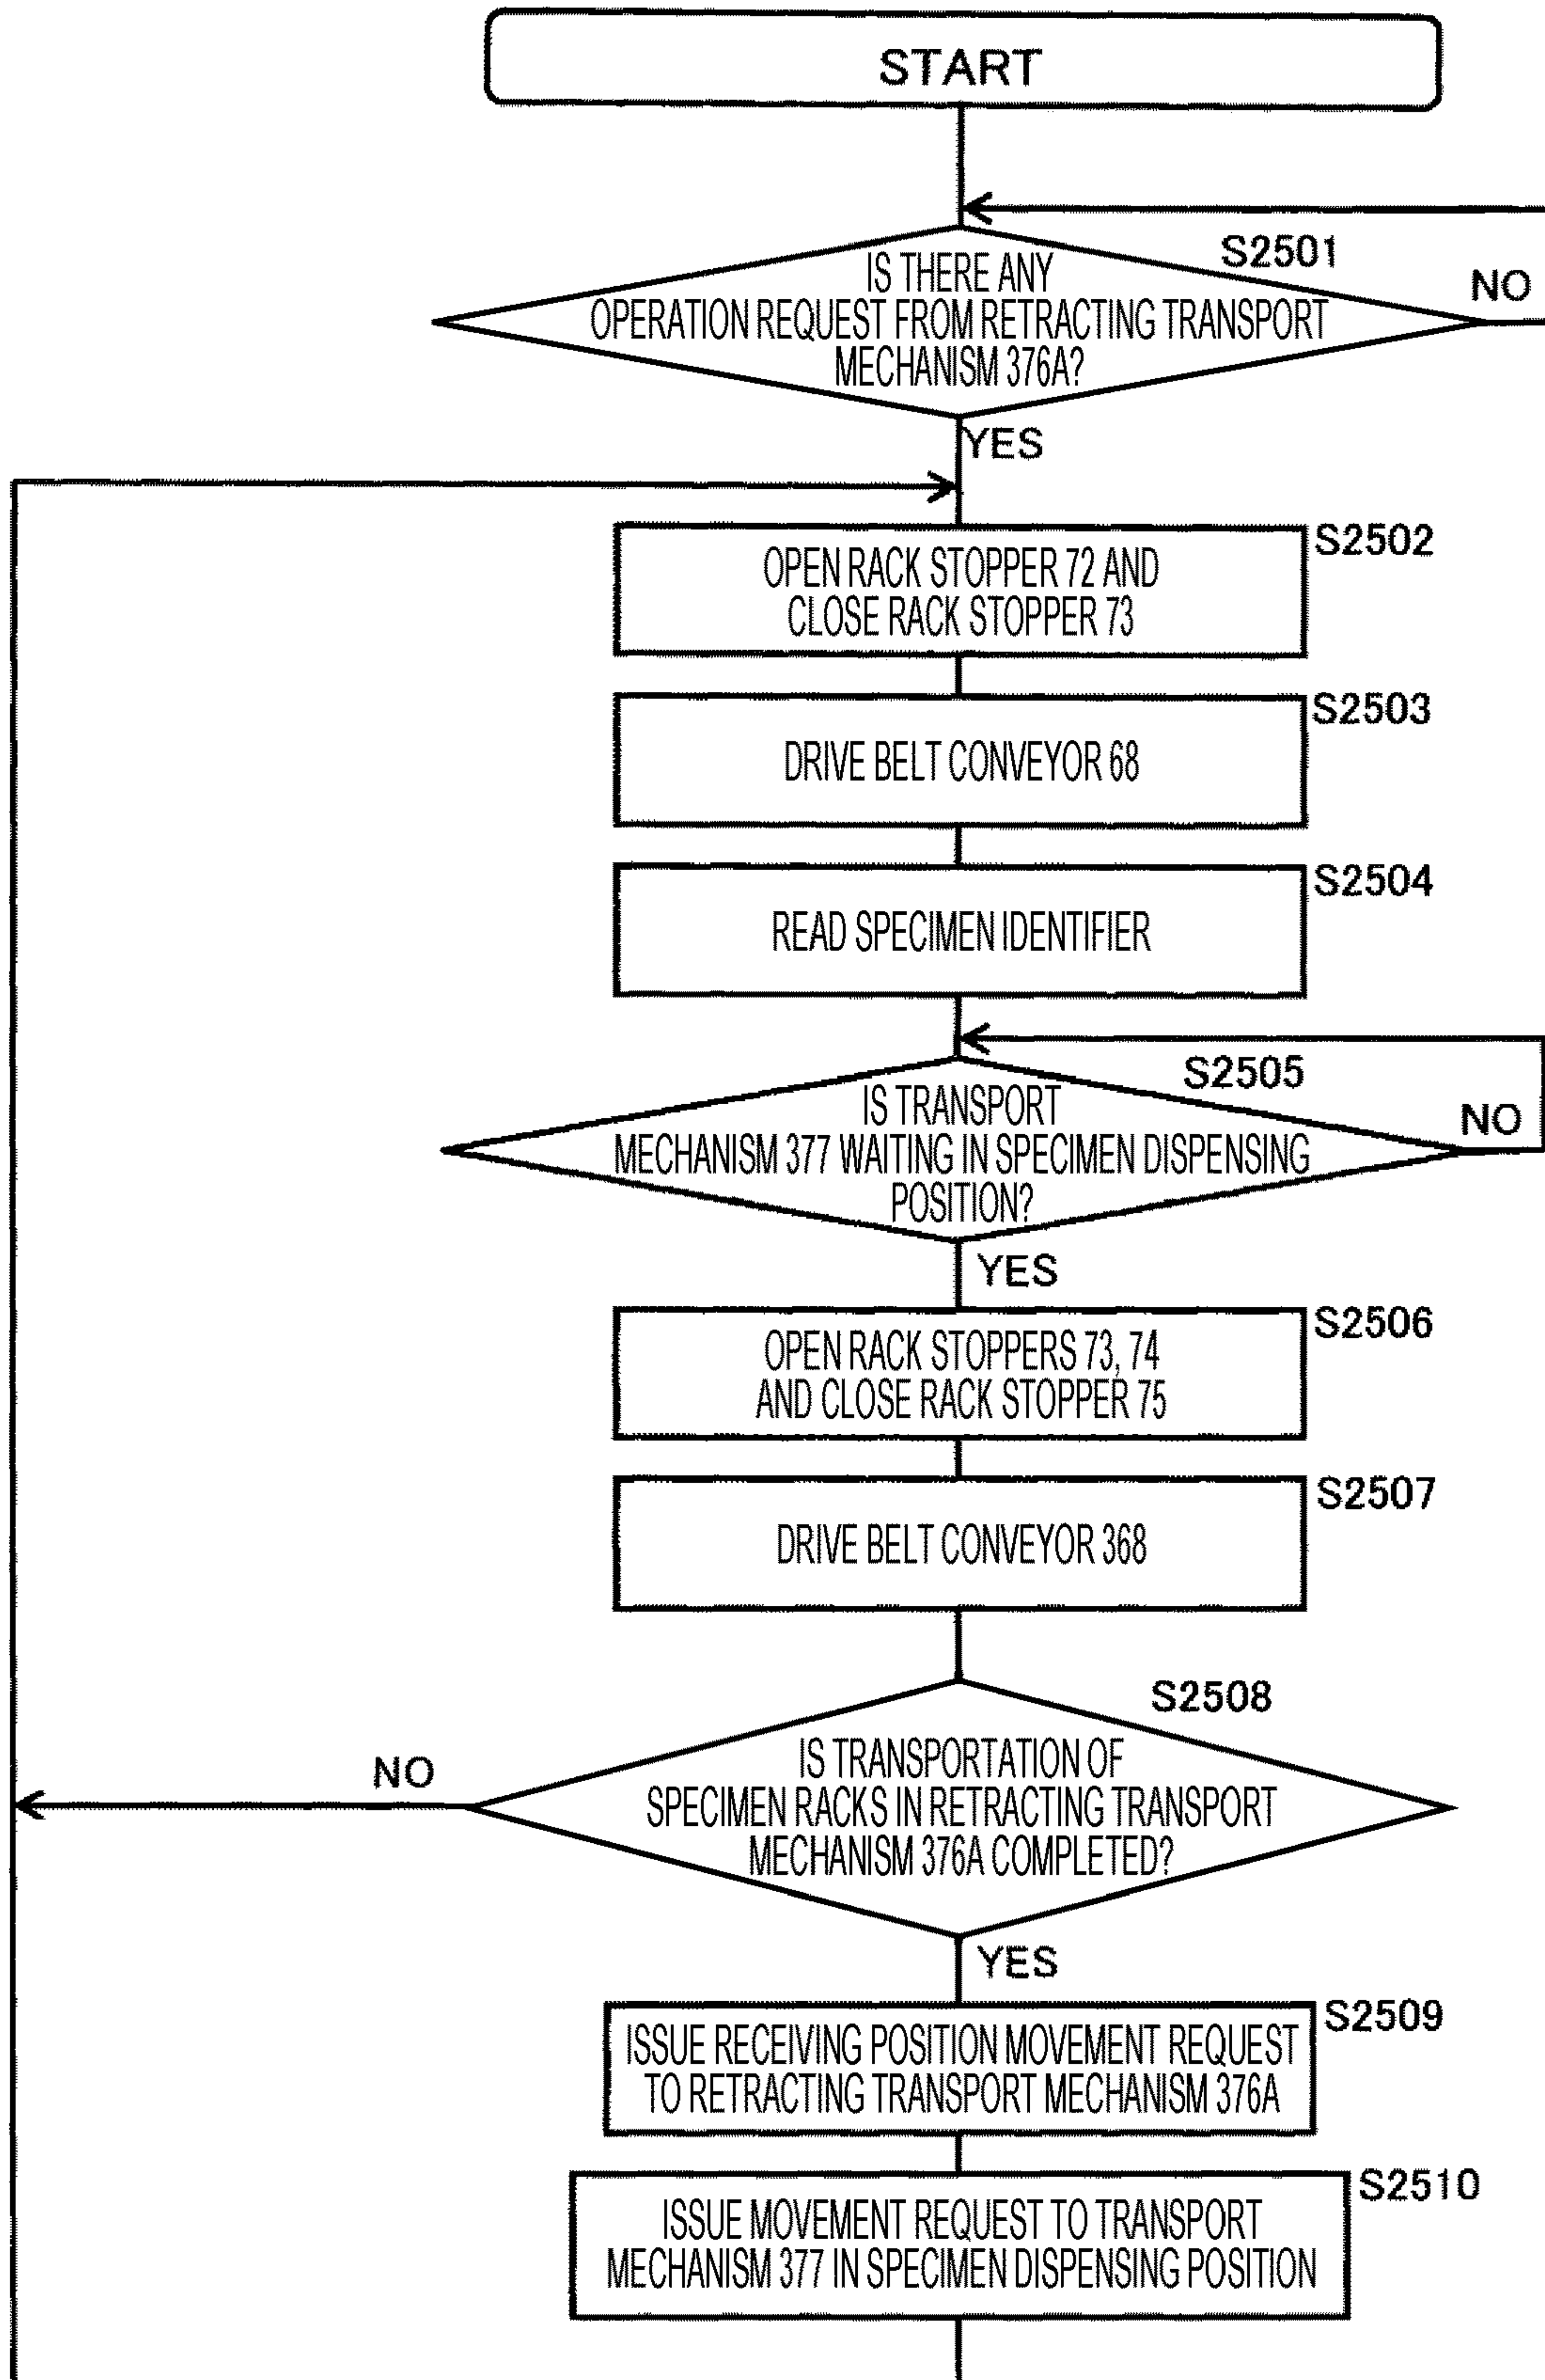 START
S2501
IS THERE ANY
NO
OPERATION REQUEST FROM RETRACTING TRANSPORT
MECHANISM 376A?
YES
S2502
OPEN RACK STOPPER 72 AND
CLOSE RACK STOPPER 73
S2503
DRIVE BELT CONVEYOR 68
S2504
READ SPECIMEN IDENTIFIER
S2505
IS TRANSPORT
NO
MECHANISM 377 WAITING IN SPECIMEN DISPENSING
POSITION?
YES
S2506
OPEN RACK STOPPERS 73, 74
AND CLOSE RACK STOPPER 75
S2507
DRIVE BELT CONVEYOR 368
S2508
IS TRANSPORTATION OF
NO
SPECIMEN RACKS IN RETRACTING TRANSPORT
MECHANISM 376A COMPLETED?
YES
S2509
ISSUE RECEIVING POSITION MOVEMENT REQUEST
TO RETRACTING TRANSPORT MECHANISM 376A
S2510
ISSUE MOVEMENT REQUEST TO TRANSPORT
MECHANISM 377 IN SPECIMEN DISPENSING POSITION